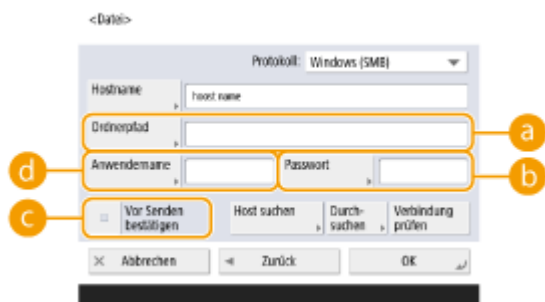 <Datei>
Protokoll: Windows (SMB)
Hostname hoost name
Ordnerpfad
a
d
Anwendername Passwort
b
c
Vor Senden bestätigen
Host suchen
Durch-
suchen
Verbindung
prüfen
Abbrechen Zurück OK